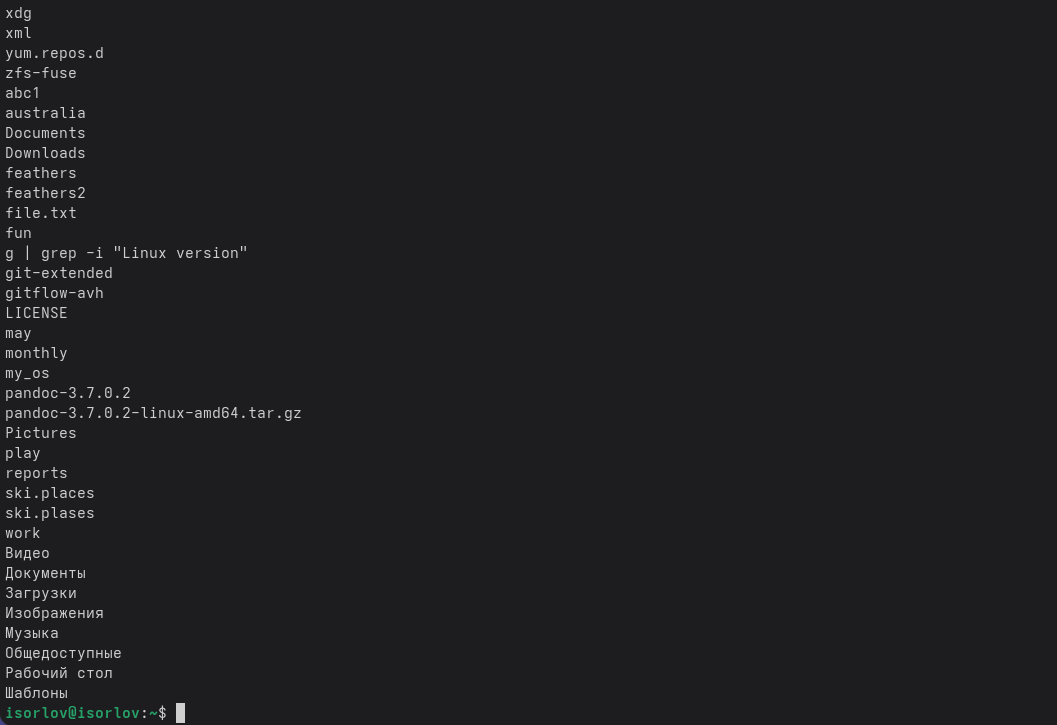 xdg
xml
yum.repos.d
zfs-fuse
abc1
australia
Documents
Downloads
feathers
feathers2
file.txt
fun
g | grep -i "Linux version"
git-extended
gitflow-avh
LICENSE
may
monthly
my_os
pandoc-3.7.0.2
pandoc-3.7.0.2-linux-amd64.tar.gz
Pictures
play
reports
ski.places
ski.plases
work
Видео
Документы
Загрузки
Изображения
Музыка
Общедоступные
Рабочий стол
Шаблоны
isorlov@isorlov:~$